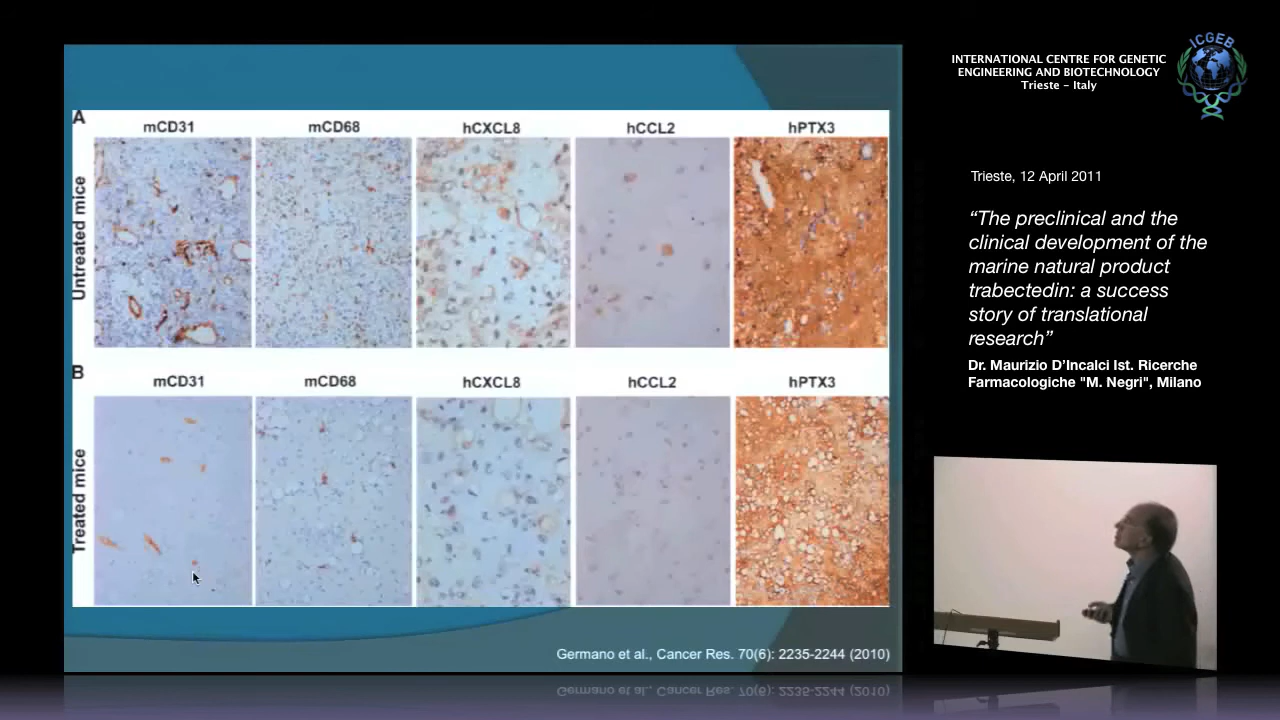 A
mCD31
mCD68
hCXCL8
hCCL2
hPTX3
Untreated mice
B
mCD31
mCD68
hCXCL8
hCCL2
hPTX3
Treated mice
Germano et al., Cancer Res. 70(6): 2235-2244 (2010)
INTERNATIONAL CENTRE FOR GENETIC
ENGINEERING AND BIOTECHNOLOGY
Trieste - Italy
ICGEB
Trieste, 12 April 2011
“The preclinical and the
clinical development of the
marine natural product
trabectedin: a success
story of translational
research”
Dr. Maurizio D’Incalci Ist. Ricerche
Farmacologiche "M. Negri", Milano